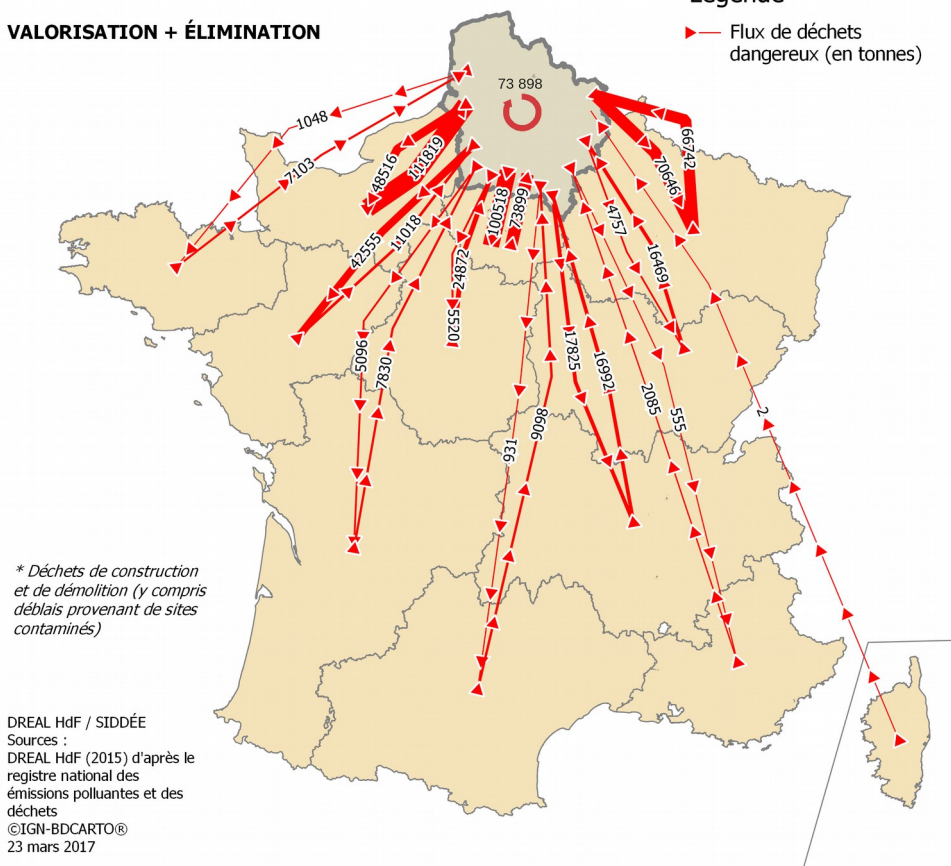 VALORISATION + ÉLIMINATION
Légende
Flux de déchets
dangereux (en tonnes)
73 898
1048
7103
48516
111819
66742
70646
42555
11018
100518
73899
24872
5520
4757
16469
5096
7830
931
9098
17825
16992
2085
555
2
* Déchets de construction
et de démolition (y compris
déblais provenant de sites
contaminés)
DREAL HdF / SIDDÉE
Sources :
DREAL HdF (2015) d'après le
registre national des
émissions polluantes et des
déchets
©IGN-BDCARTO®
23 mars 2017